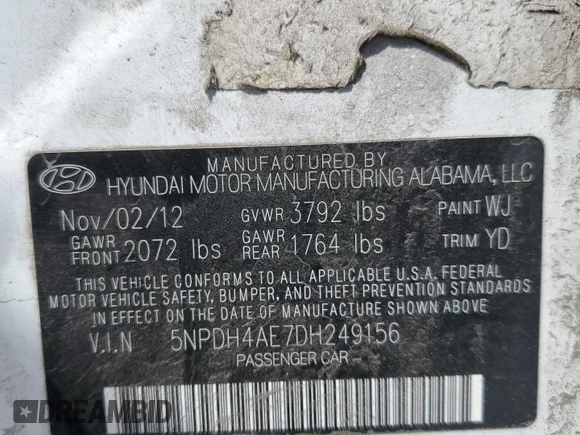 MANUFACTURED BY
HYUNDAI MOTOR MANUFACTURING ALABAMA, LLC
Nov/02/12 GVWR 3792 lbs PAINT WJ
GAWR FRONT 2072 lbs GAWR REAR 1764 lbs TRIM YD
THIS VEHICLE CONFORMS TO ALL APPLICABLE U.S.A. FEDERAL
MOTOR VEHICLE SAFETY, BUMPER, AND THEFT PREVENTION STANDARDS
IN EFFECT ON THE DATE OF MANUFACTURE SHOWN ABOVE.
V.I.N 5NPDH4AE7DH249156
PASSENGER CAR
DREAMBID